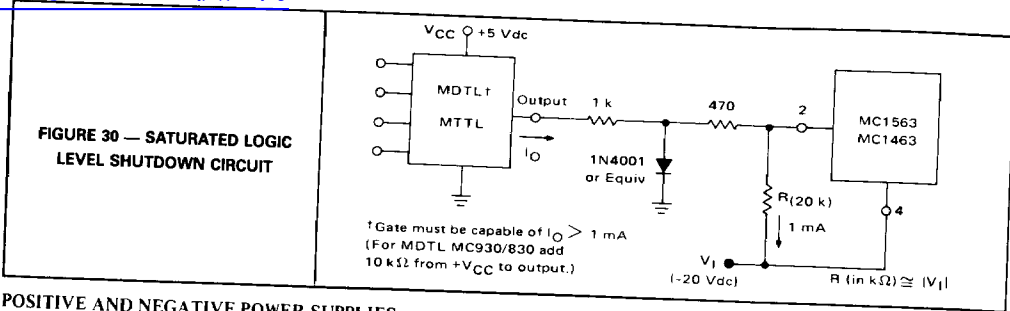 FIGURE 30 — SATURATED LOGIC
LEVEL SHUTDOWN CIRCUIT
VCC +5 Vdc
MDTL†
MTTL
Output
IO
1 k
470
2
MC1563
MC1463
1N4001
or Equiv
R(20 k)
1 mA
4
†Gate must be capable of IO > 1 mA
(For MDTL MC930/830 add
10 kΩ from +VCC to output.)
VI
(-20 Vdc)
R (in kΩ) ≅ |VI|
POSITIVE AND NEGATIVE POWER SUPPLIES